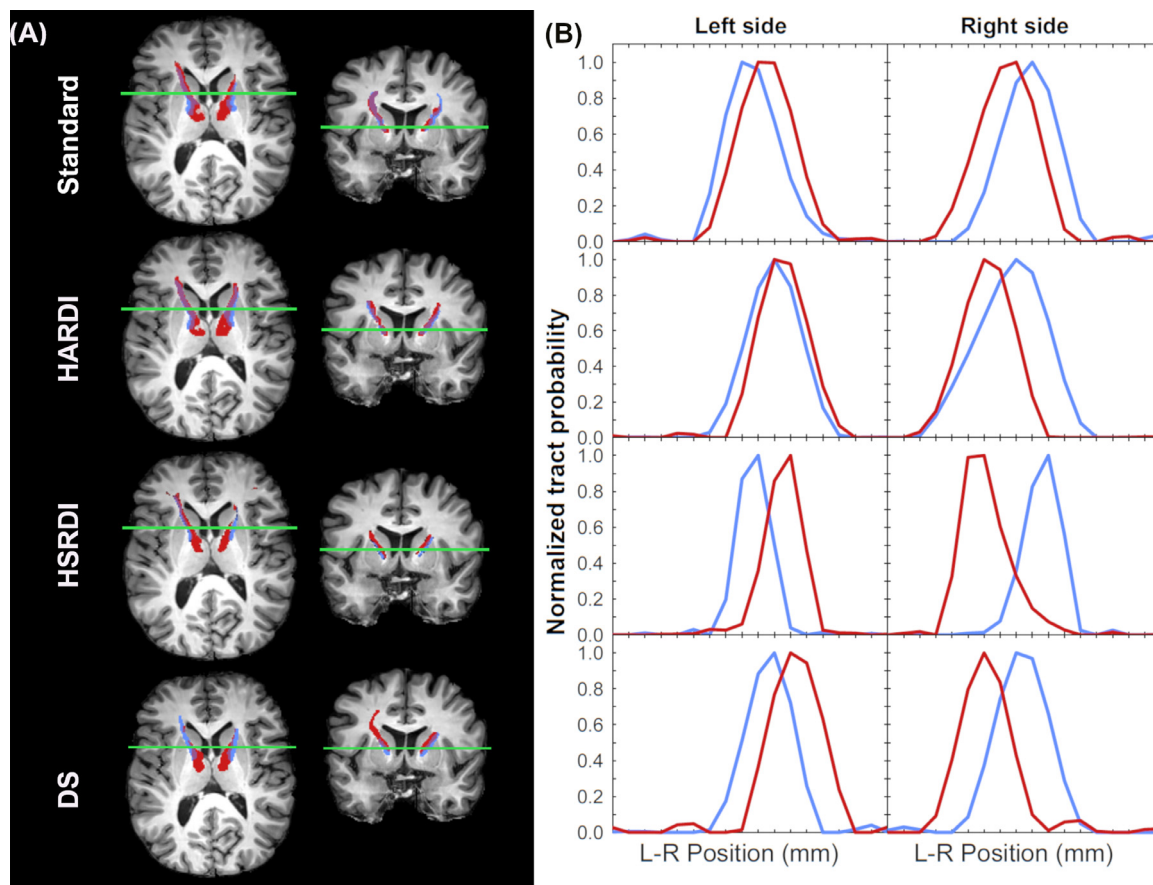 (A)
Standard
HARDI
HSRDI
DS
(B)
Left side
Right side
Normalized tract probability
1.0
0.8
0.6
0.4
0.2
0.0
1.0
0.8
0.6
0.4
0.2
0.0
1.0
0.8
0.6
0.4
0.2
0.0
1.0
0.8
0.6
0.4
0.2
0.0
L-R Position (mm)
L-R Position (mm)